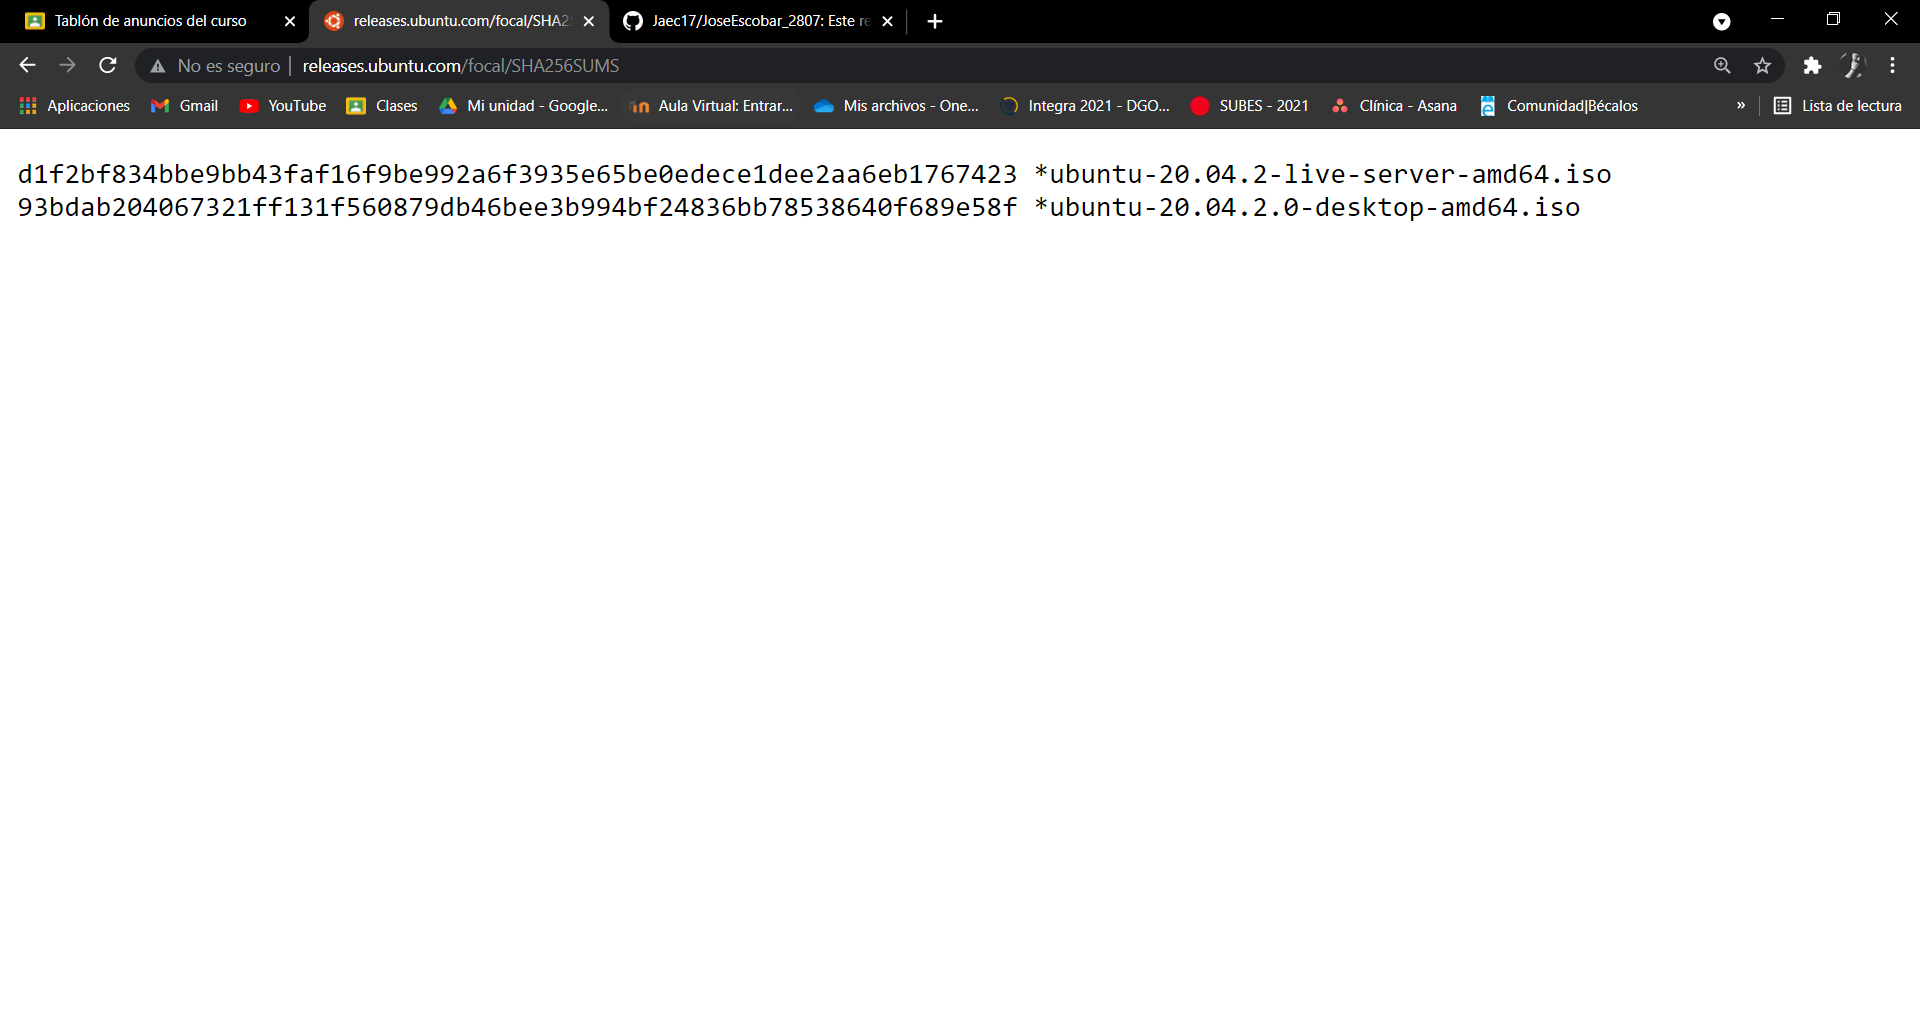 Tablón de anuncios del curso
releases.ubuntu.com/focal/SHA25
Jaec17/JoseEscobar_2807: Este re
No es seguro | releases.ubuntu.com/focal/SHA256SUMS
Aplicaciones Gmail YouTube Clases Mi unidad - Google... Aula Virtual: Entrar... Mis archivos - One... Integra 2021 - DGO... SUBES - 2021 Clínica - Asana Comunidad|Bécalos » Lista de lectura
d1f2bf834bbe9bb43faf16f9be992a6f3935e65be0edece1dee2aa6eb1767423 *ubuntu-20.04.2-live-server-amd64.iso
93bdab204067321ff131f560879db46bee3b994bf24836bb78538640f689e58f *ubuntu-20.04.2.0-desktop-amd64.iso